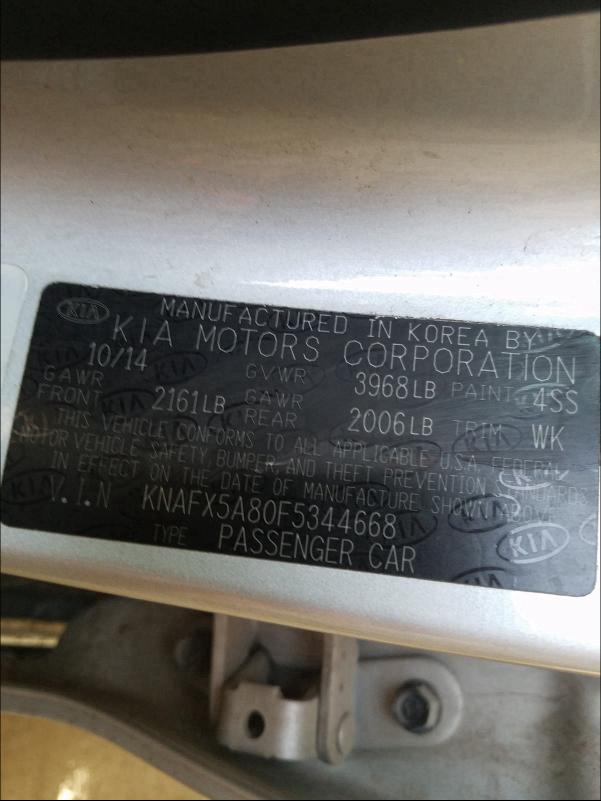 KIA
MANUFACTURED IN KOREA BY
KIA MOTORS CORPORATION
10/14 GVWR 3968LB PAINT 4SS
GAWR FRONT 2161LB GAWR REAR 2006LB TRIM WK
THIS VEHICLE CONFORMS TO ALL APPLICABLE U.S.A. FEDERAL
MOTOR VEHICLE SAFETY, BUMPER AND THEFT PREVENTION STANDARDS
IN EFFECT ON THE DATE OF MANUFACTURE SHOWN ABOVE
V.I.N KNAFX5A80F5344668
TYPE PASSENGER CAR
KIA